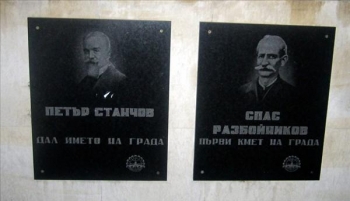 ПЕТЪР СТАНЧОВ
ДАЛ ИМЕТО НА ГРАДА
СПАС
РАЗБОЙНИКОВ
ПЪРВИ КМЕТ НА ГРАДА